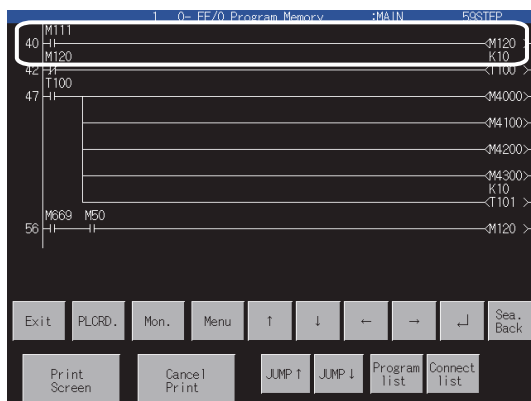 1 0- FF/0 Program Memory :MAIN 59STEP
M111
40 M120
M120 K10
42 T100
T100
47 M4000
M4100
M4200
M4300
K10
T101
M669 M50
56 M120
Exit PLCRD. Mon. Menu ↑ ↓ ← → ↵ Sea. Back
Print Screen Cancel Print JUMP↑ JUMP↓ Program list Connect list